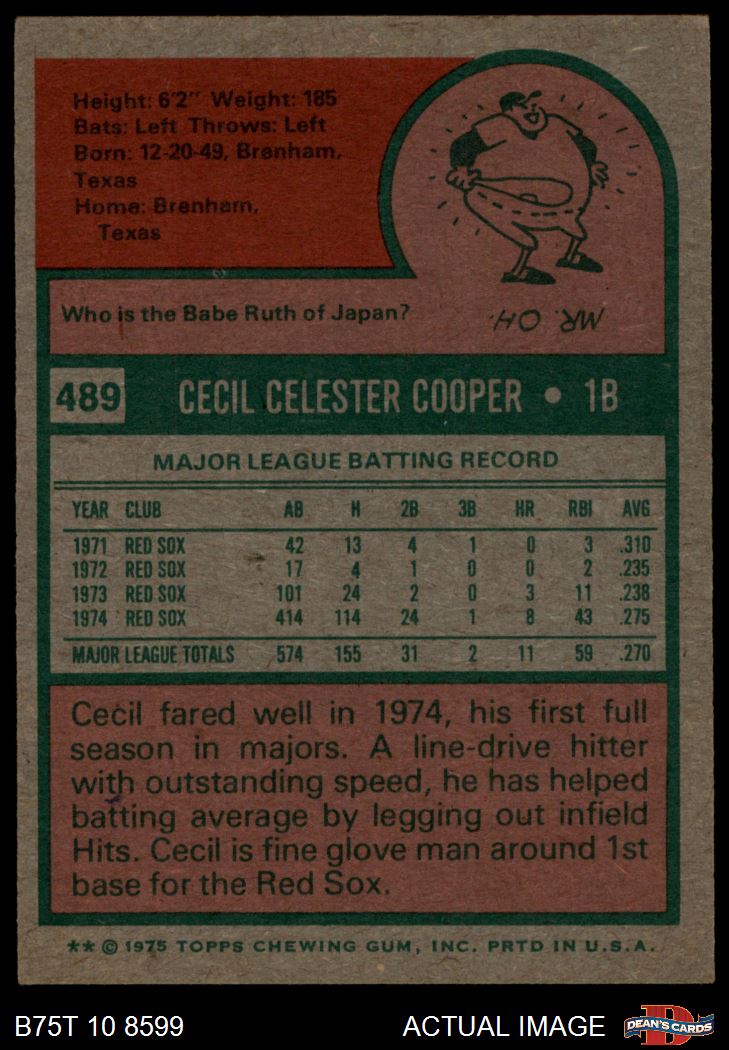 Height: 6'2" Weight: 185
Bats: Left Throws: Left
Born: 12-20-49, Brenham,
Texas
Home: Brenham,
Texas
Who is the Babe Ruth of Japan?
MR. OH.
489 CECIL CELESTER COOPER • 1B
MAJOR LEAGUE BATTING RECORD
YEAR CLUB AB H 2B 3B HR RBI AVG
1971 RED SOX 42 13 4 1 0 3 .310
1972 RED SOX 17 4 1 0 0 2 .235
1973 RED SOX 101 24 2 0 3 11 .238
1974 RED SOX 414 114 24 1 8 43 .275
MAJOR LEAGUE TOTALS 574 155 31 2 11 59 .270
Cecil fared well in 1974, his first full
season in majors. A line-drive hitter
with outstanding speed, he has helped
batting average by legging out infield
Hits. Cecil is fine glove man around 1st
base for the Red Sox.
** © 1975 TOPPS CHEWING GUM, INC. PRTD IN U.S.A.
B75T 10 8599 ACTUAL IMAGE D DEAN'S CARDS